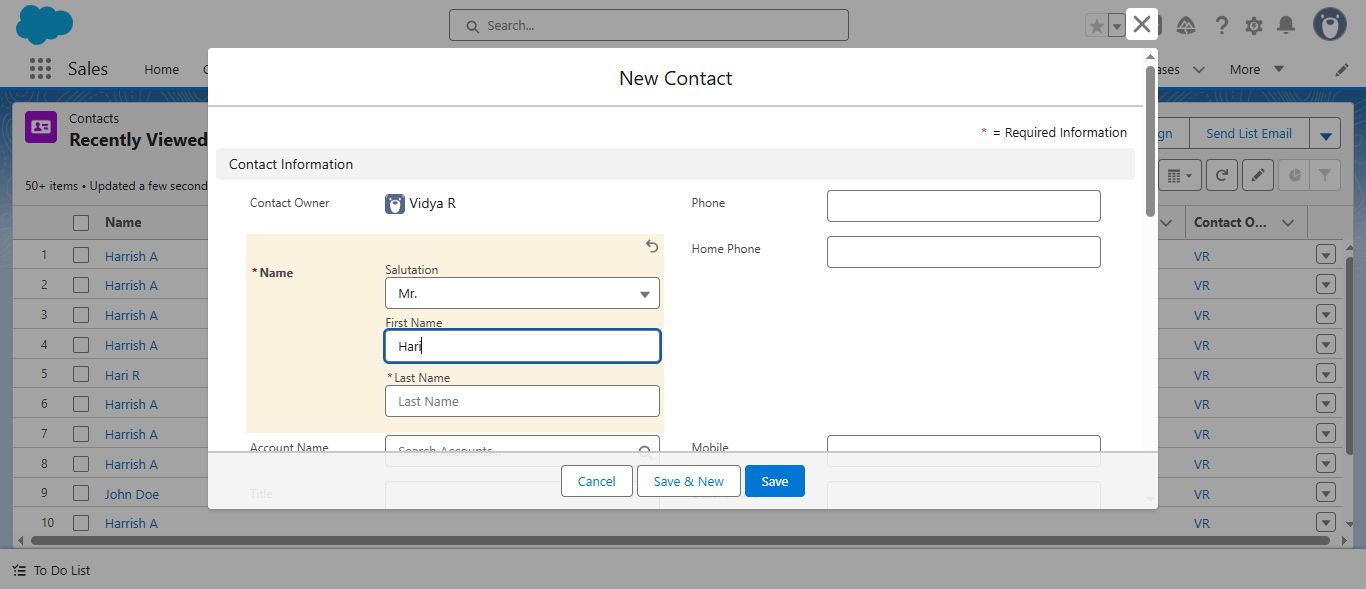 Search...
Sales
Home
More
Contacts
Recently Viewed
50+ items • Updated a few second
Send List Email
Name
Contact O...
1 Harrish A VR
2 Harrish A VR
3 Harrish A VR
4 Harrish A VR
5 Hari R VR
6 Harrish A VR
7 Harrish A VR
8 Harrish A VR
9 John Doe VR
10 Harrish A VR
New Contact
* = Required Information
Contact Information
Contact Owner
Vidya R
Phone
Home Phone
* Name
Salutation
Mr.
First Name
Hari
* Last Name
Last Name
Account Name
Search Accounts
Mobile
Title
Cancel
Save & New
Save
To Do List